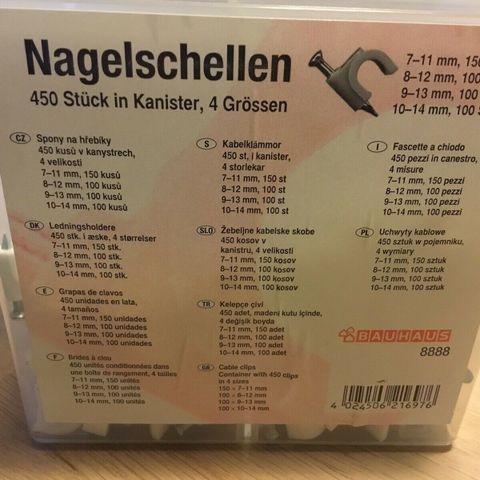 Nagelschellen
450 Stück in Kanister, 4 Grössen
7–11 mm, 150
8–12 mm, 100
9–13 mm, 100
10–14 mm, 100 S
CZ Spony na hřebíky
450 kusů v kanystrech,
4 velikosti
7–11 mm, 150 kusů
8–12 mm, 100 kusů
9–13 mm, 100 kusů
10–14 mm, 100 kusů
DK Ledningsholdere
450 stk. i æske, 4 størrelser
7–11 mm, 150 stk.
8–12 mm, 100 stk.
9–13 mm, 100 stk.
10–14 mm, 100 stk.
E Grapas de clavos
450 unidades en lata,
4 tamaños
7–11 mm, 150 unidades
8–12 mm, 100 unidades
9–13 mm, 100 unidades
10–14 mm, 100 unidades
F Brides à clou
450 unités conditionnées dans
une boîte de rangement, 4 tailles
7–11 mm, 150 unités
8–12 mm, 100 unités
9–13 mm, 100 unités
10–14 mm, 100 unités
S Kabelklämmor
450 st, i kanister,
4 storlekar
7–11 mm, 150 st
8–12 mm, 100 st
9–13 mm, 100 st
10–14 mm, 100 st
SLO Žebeljne kabelske skobe
450 kosov v
kanistru, 4 velikosti
7–11 mm, 150 kosov
8–12 mm, 100 kosov
9–13 mm, 100 kosov
10–14 mm, 100 kosov
TR Kelepçe çivi
450 adet, madeni kutu içinde,
4 değişik boyda
7–11 mm, 150 adet
8–12 mm, 100 adet
9–13 mm, 100 adet
10–14 mm, 100 adet
GB Cable clips
Container with 450 clips
in 4 sizes
150 × 7–11 mm
100 × 8–12 mm
100 × 9–13 mm
100 × 10–14 mm
I Fascette a chiodo
450 pezzi in canestro,
4 misure
7–11 mm, 150 pezzi
8–12 mm, 100 pezzi
9–13 mm, 100 pezzi
10–14 mm, 100 pezzi
PL Uchwyty kablowe
450 sztuk w pojemniku,
4 wymiary
7–11 mm, 150 sztuk
8–12 mm, 100 sztuk
9–13 mm, 100 sztuk
10–14 mm, 100 sztuk
BAUHAUS
8888
4 024506 216976